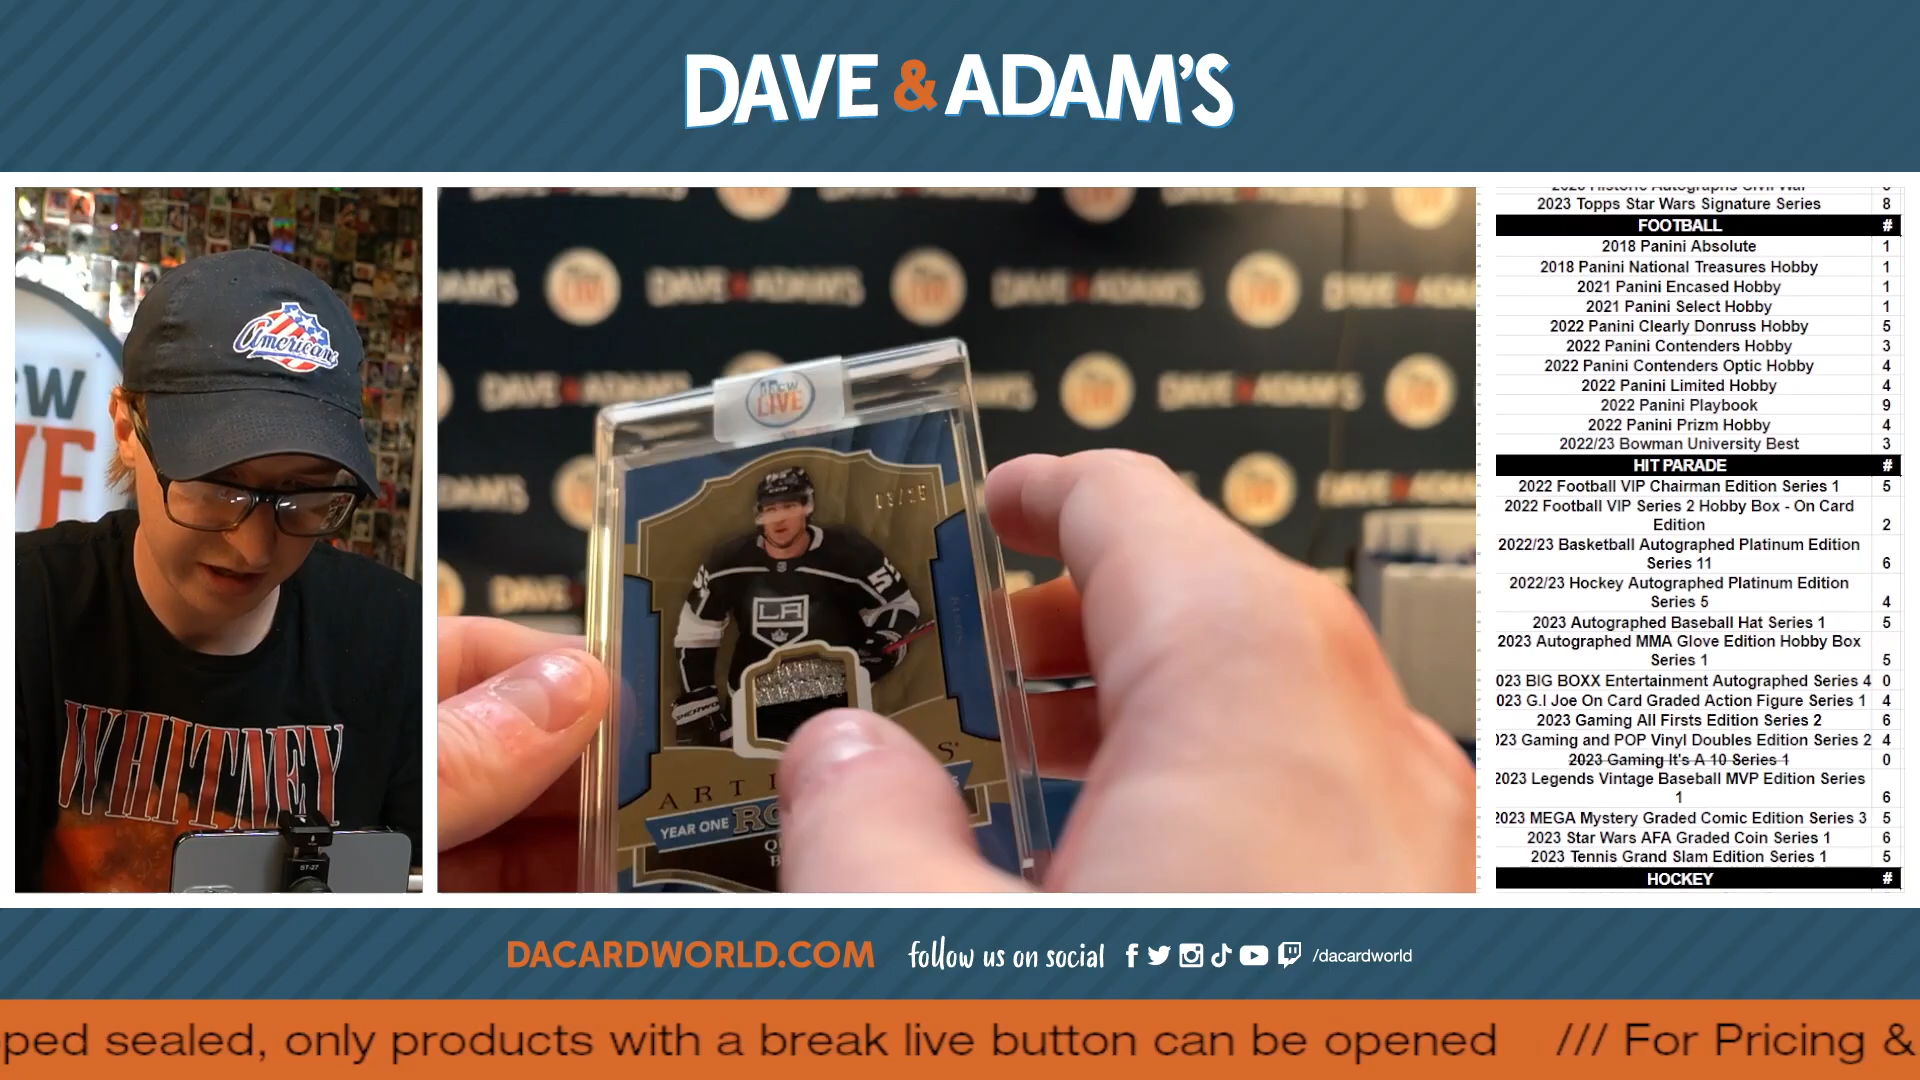 DAVE & ADAM'S
Americans
WHITNEY
ST-27
LIVE
LA
ART
YEAR ONE
2023 Topps Star Wars Signature Series 8
FOOTBALL #
2018 Panini Absolute 1
2018 Panini National Treasures Hobby 1
2021 Panini Encased Hobby 1
2021 Panini Select Hobby 1
2022 Panini Clearly Donruss Hobby 5
2022 Panini Contenders Hobby 3
2022 Panini Contenders Optic Hobby 4
2022 Panini Limited Hobby 4
2022 Panini Playbook 9
2022 Panini Prizm Hobby 4
2022/23 Bowman University Best 3
HIT PARADE #
2022 Football VIP Chairman Edition Series 1 5
2022 Football VIP Series 2 Hobby Box - On Card
Edition 2
2022/23 Basketball Autographed Platinum Edition
Series 11 6
2022/23 Hockey Autographed Platinum Edition
Series 5 4
2023 Autographed Baseball Hat Series 1 5
2023 Autographed MMA Glove Edition Hobby Box
Series 1 5
023 BIG BOXX Entertainment Autographed Series 4 0
023 G.I Joe On Card Graded Action Figure Series 1 4
2023 Gaming All Firsts Edition Series 2 6
023 Gaming and POP Vinyl Doubles Edition Series 2 4
2023 Gaming It's A 10 Series 1 0
2023 Legends Vintage Baseball MVP Edition Series
1 6
2023 MEGA Mystery Graded Comic Edition Series 3 5
2023 Star Wars AFA Graded Coin Series 1 6
2023 Tennis Grand Slam Edition Series 1 5
HOCKEY #
DACARDWORLD.COM follow us on social /dacardworld
ped sealed, only products with a break live button can be opened /// For Pricing &